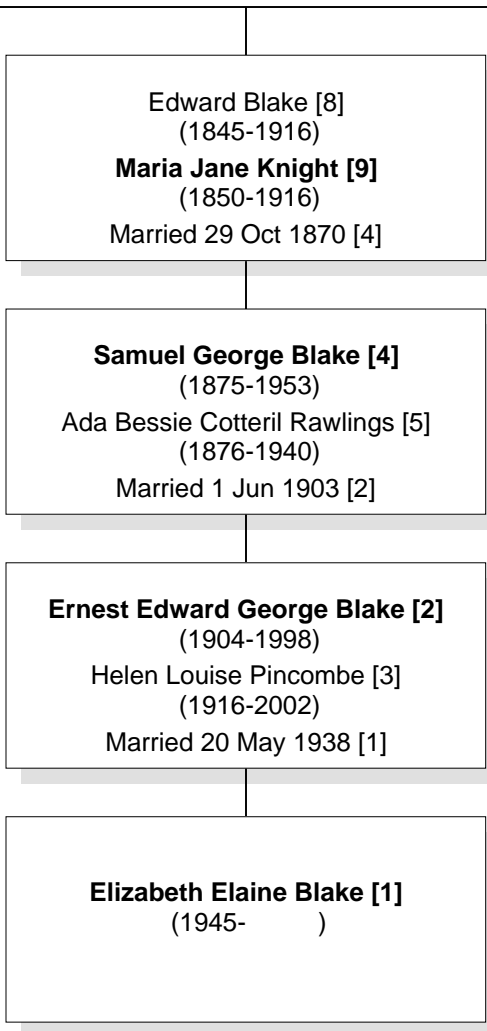 Edward Blake [8]
(1845-1916)
Maria Jane Knight [9]
(1850-1916)
Married 29 Oct 1870 [4]
Samuel George Blake [4]
(1875-1953)
Ada Bessie Cotteril Rawlings [5]
(1876-1940)
Married 1 Jun 1903 [2]
Ernest Edward George Blake [2]
(1904-1998)
Helen Louise Pincombe [3]
(1916-2002)
Married 20 May 1938 [1]
Elizabeth Elaine Blake [1]
(1945- )